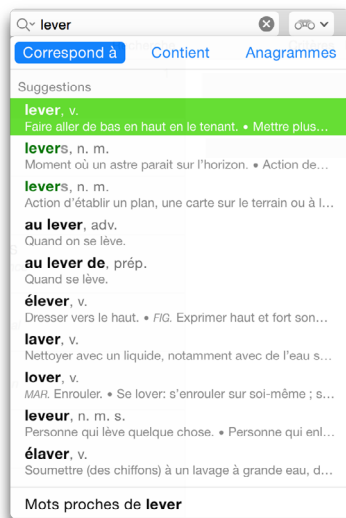 lever
Correspond à Contient Anagrammes
Suggestions
lever, v.
Faire aller de bas en haut en le tenant. • Mettre plus…
levers, n. m.
Moment où un astre parait sur l’horizon. • Action de…
levers, n. m.
Action d’établir un plan, une carte sur le terrain ou à l…
au lever, adv.
Quand on se lève.
au lever de, prép.
Quand se lève.
élever, v.
Dresser vers le haut. • FIG. Exprimer haut et fort son…
laver, v.
Nettoyer avec un liquide, notamment avec de l’eau s…
lover, v.
MAR. Enrouler. • Se lover: s’enrouler sur soi-même ; s…
leveur, n. m. s.
Personne qui lève quelque chose. • Personne qui enl…
élaver, v.
Soumettre (des chiffons) à un lavage à grande eau, d…
Mots proches de lever